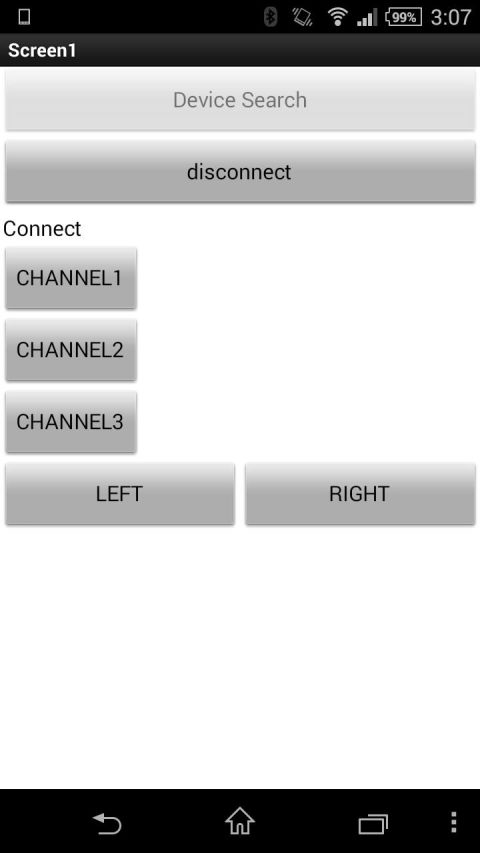 99% 3:07
Screen1
Device Search
disconnect
Connect
CHANNEL1
CHANNEL2
CHANNEL3
LEFT RIGHT